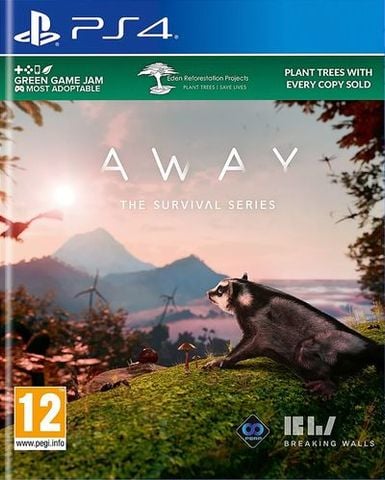 PS4
GREEN GAME JAM
MOST ADOPTABLE
Eden Reforestation Projects
PLANT TREES | SAVE LIVES
PLANT TREES WITH
EVERY COPY SOLD
AWAY
THE SURVIVAL SERIES
12
www.pegi.info
PERP
BREAKING WALLS